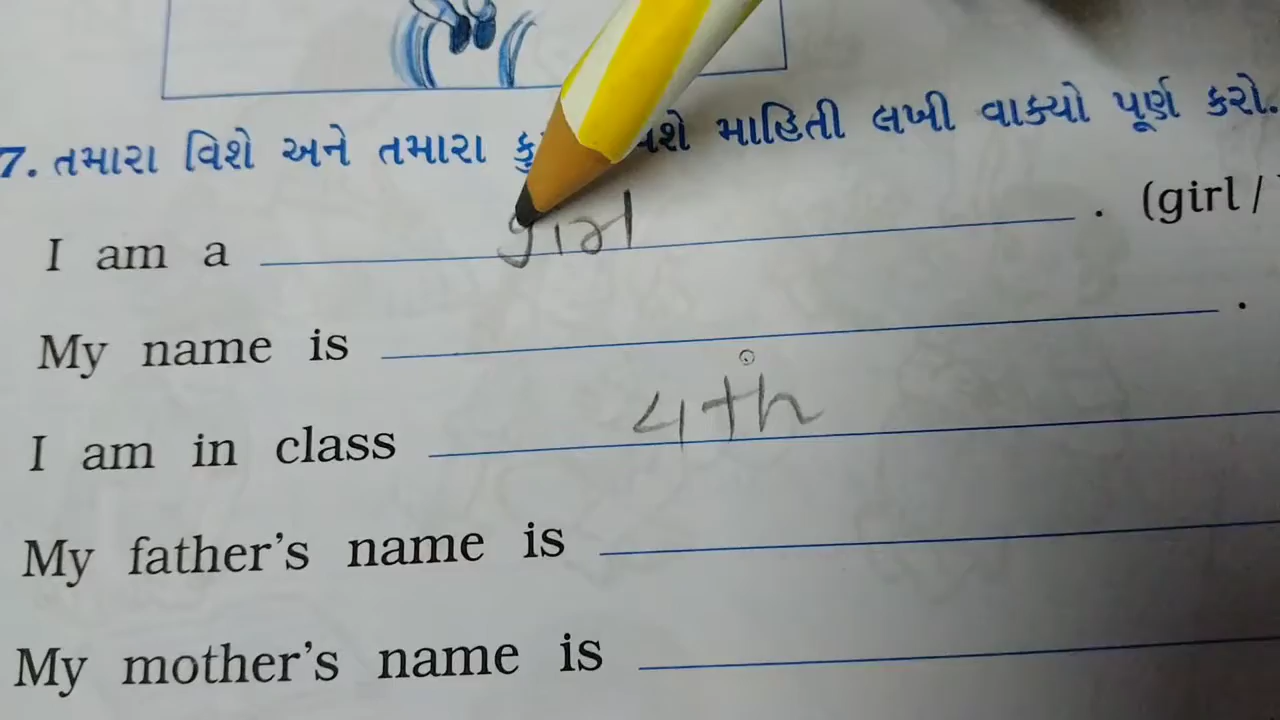 7. તમારા વિશે અને તમારા વિશે માહિતી લખી વાક્યો પૂર્ણ કરો.
I am a girl . (girl /
My name is .
I am in class 4th
My father's name is
My mother's name is